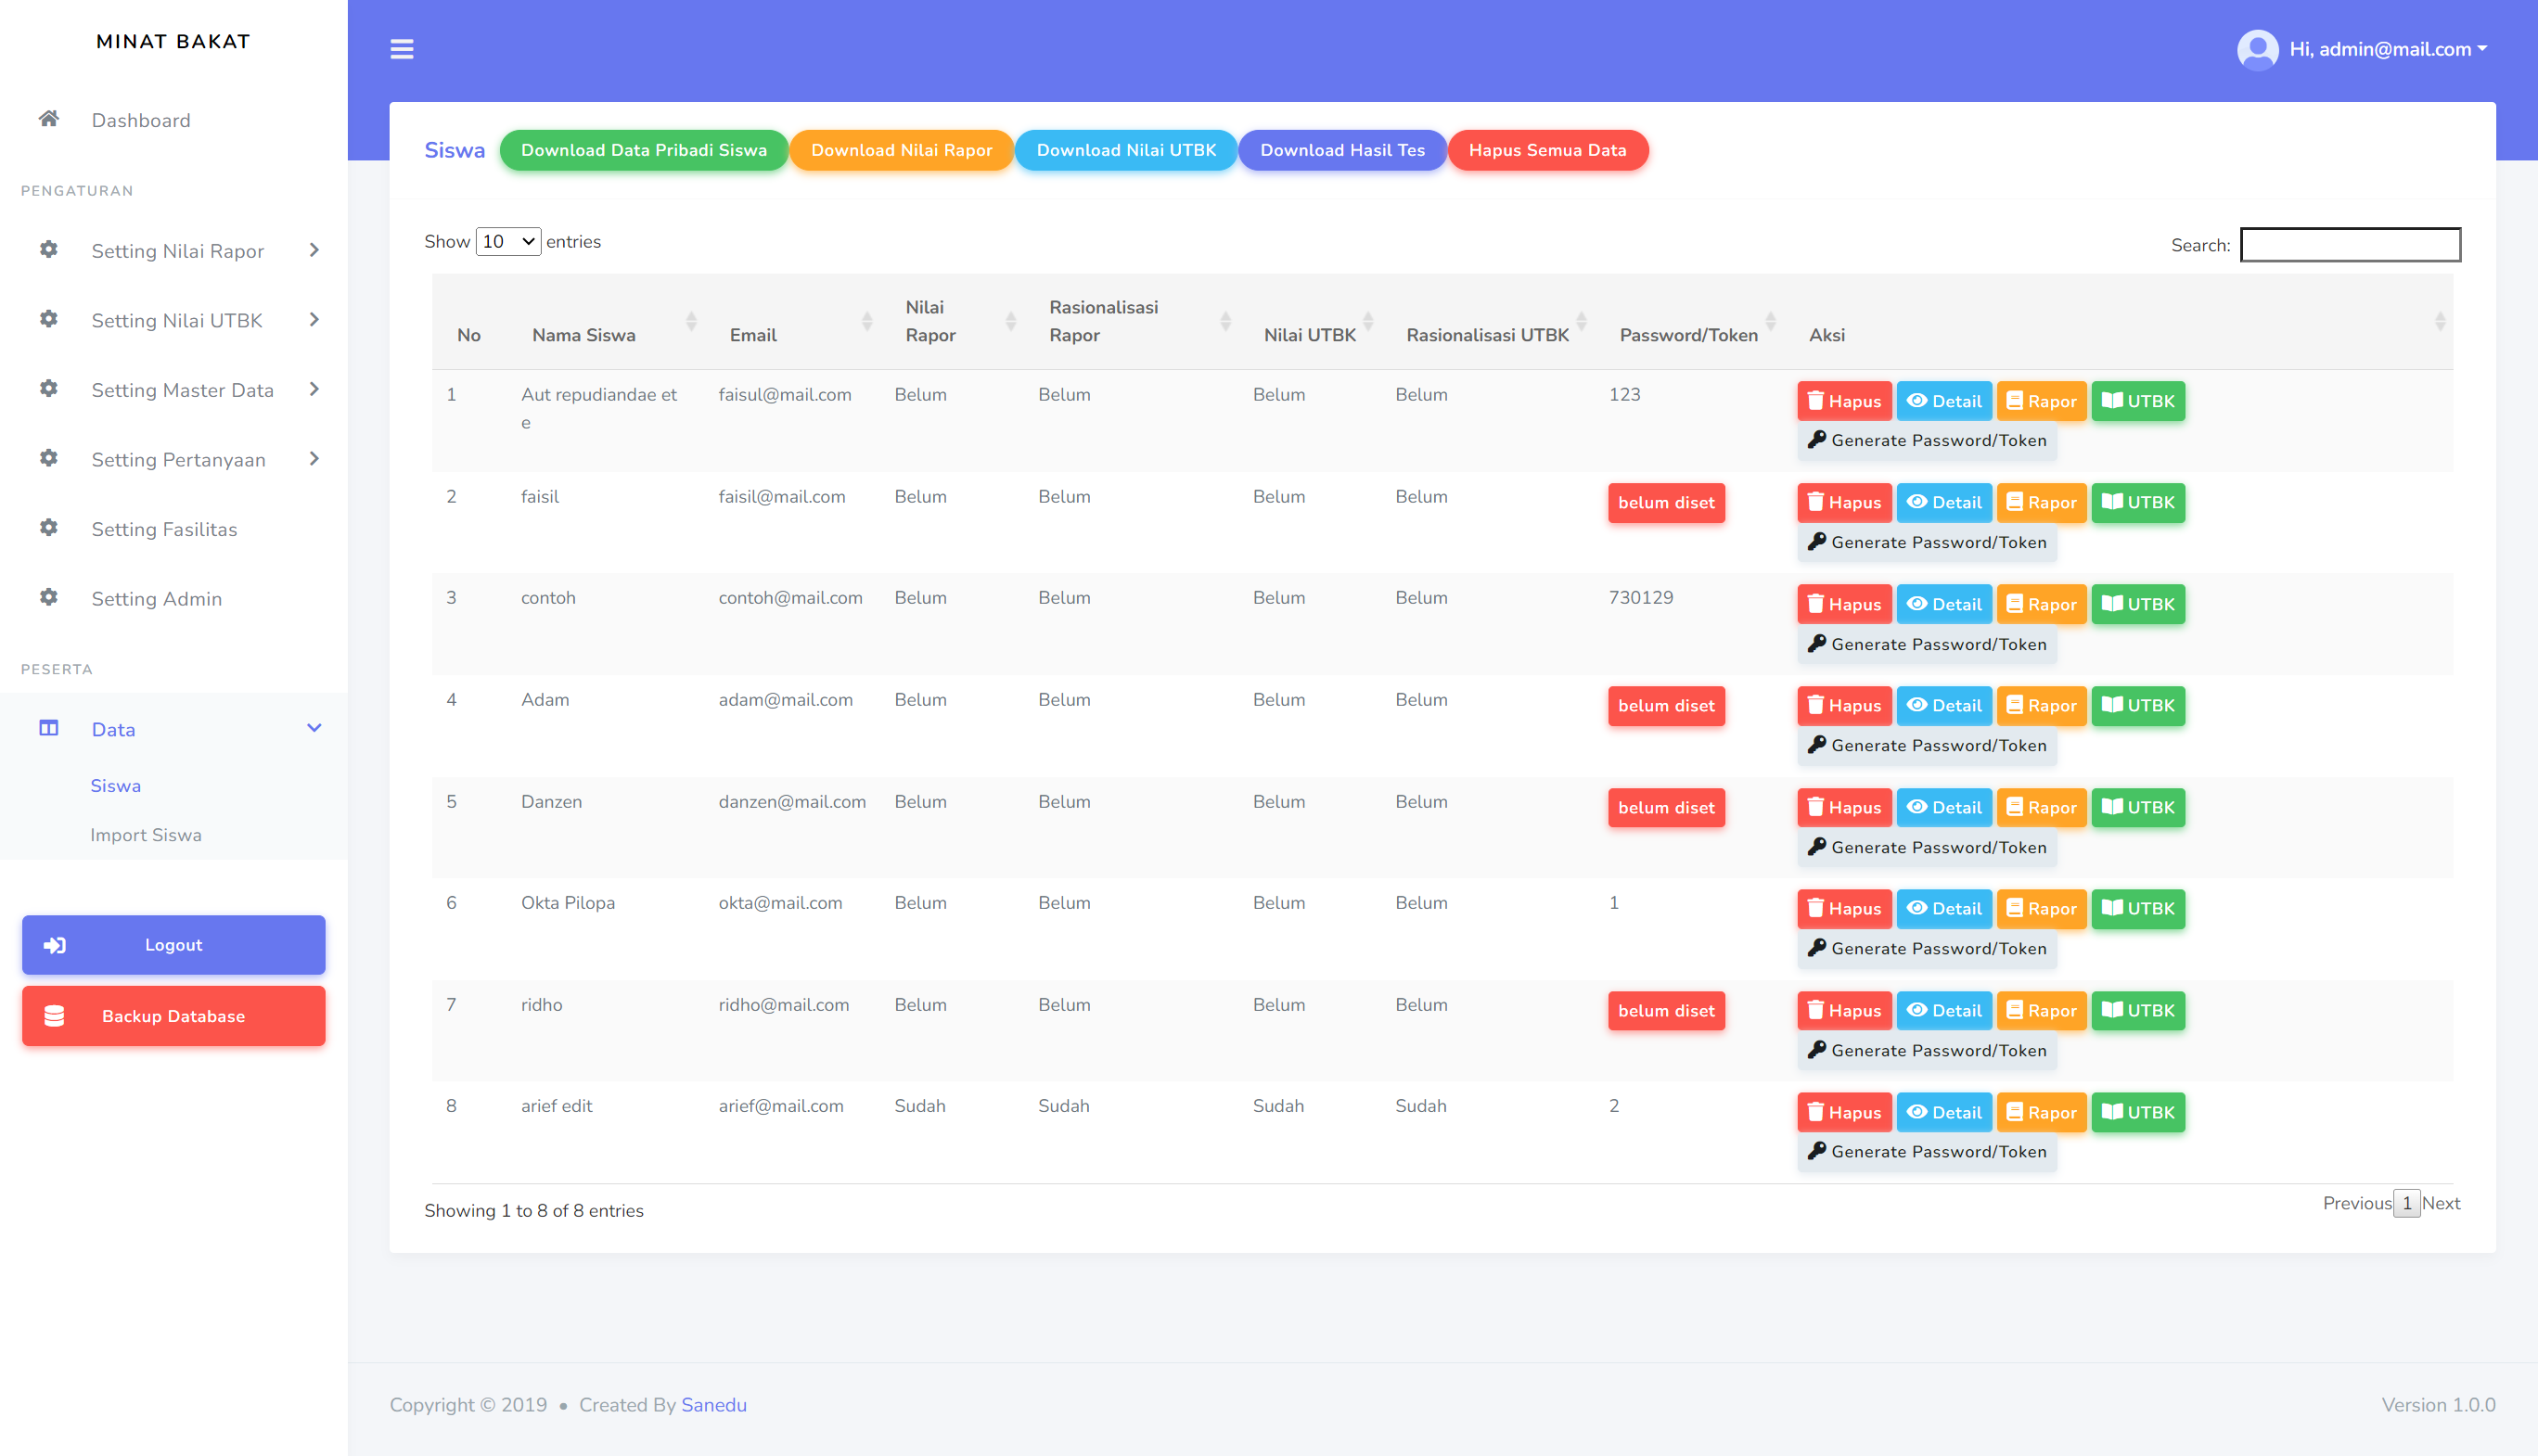 MINAT BAKAT
Dashboard
PENGATURAN
Setting Nilai Rapor
Setting Nilai UTBK
Setting Master Data
Setting Pertanyaan
Setting Fasilitas
Setting Admin
PESERTA
Data
Siswa
Import Siswa
Logout
Backup Database
Hi, admin@mail.com
Siswa Download Data Pribadi Siswa Download Nilai Rapor Download Nilai UTBK Download Hasil Tes Hapus Semua Data
Show 10 entries Search:
No Nama Siswa Email Nilai Rapor Rasionalisasi Rapor Nilai UTBK Rasionalisasi UTBK Password/Token Aksi
1 Aut repudiandae et e faisul@mail.com Belum Belum Belum Belum 123 Hapus Detail Rapor UTBK
Generate Password/Token
2 faisil faisil@mail.com Belum Belum Belum Belum belum diset Hapus Detail Rapor UTBK
Generate Password/Token
3 contoh contoh@mail.com Belum Belum Belum Belum 730129 Hapus Detail Rapor UTBK
Generate Password/Token
4 Adam adam@mail.com Belum Belum Belum Belum belum diset Hapus Detail Rapor UTBK
Generate Password/Token
5 Danzen danzen@mail.com Belum Belum Belum Belum belum diset Hapus Detail Rapor UTBK
Generate Password/Token
6 Okta Pilopa okta@mail.com Belum Belum Belum Belum 1 Hapus Detail Rapor UTBK
Generate Password/Token
7 ridho ridho@mail.com Belum Belum Belum Belum belum diset Hapus Detail Rapor UTBK
Generate Password/Token
8 arief edit arief@mail.com Sudah Sudah Sudah Sudah 2 Hapus Detail Rapor UTBK
Generate Password/Token
Showing 1 to 8 of 8 entries Previous 1 Next
Copyright © 2019 • Created By Sanedu Version 1.0.0